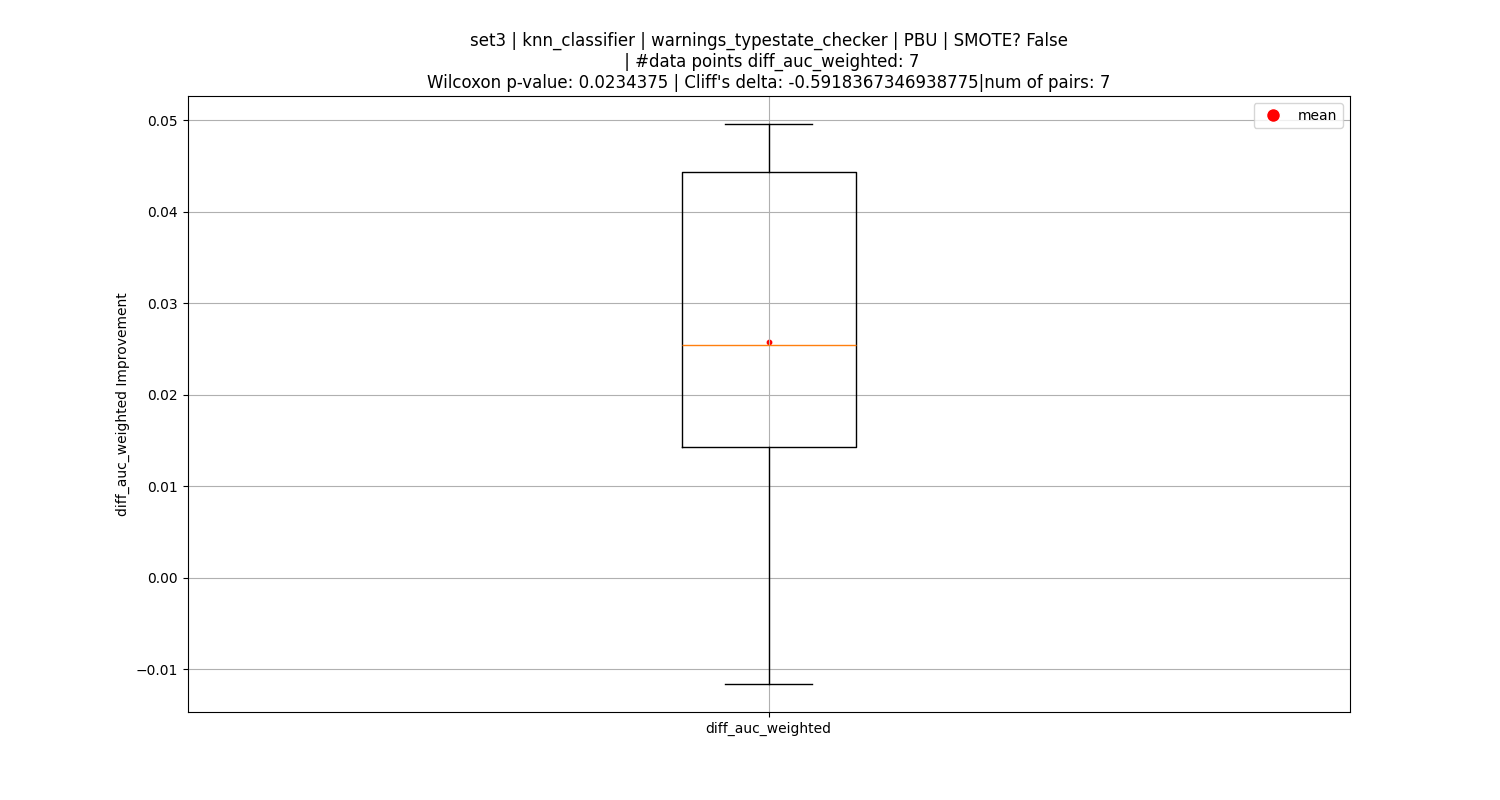 set3 | knn_classifier | warnings_typestate_checker | PBU | SMOTE? False
| #data points diff_auc_weighted: 7
Wilcoxon p-value: 0.0234375 | Cliff's delta: -0.5918367346938775|num of pairs: 7
mean
0.05
0.04
0.03
0.02
0.01
0.00
−0.01
diff_auc_weighted Improvement
diff_auc_weighted